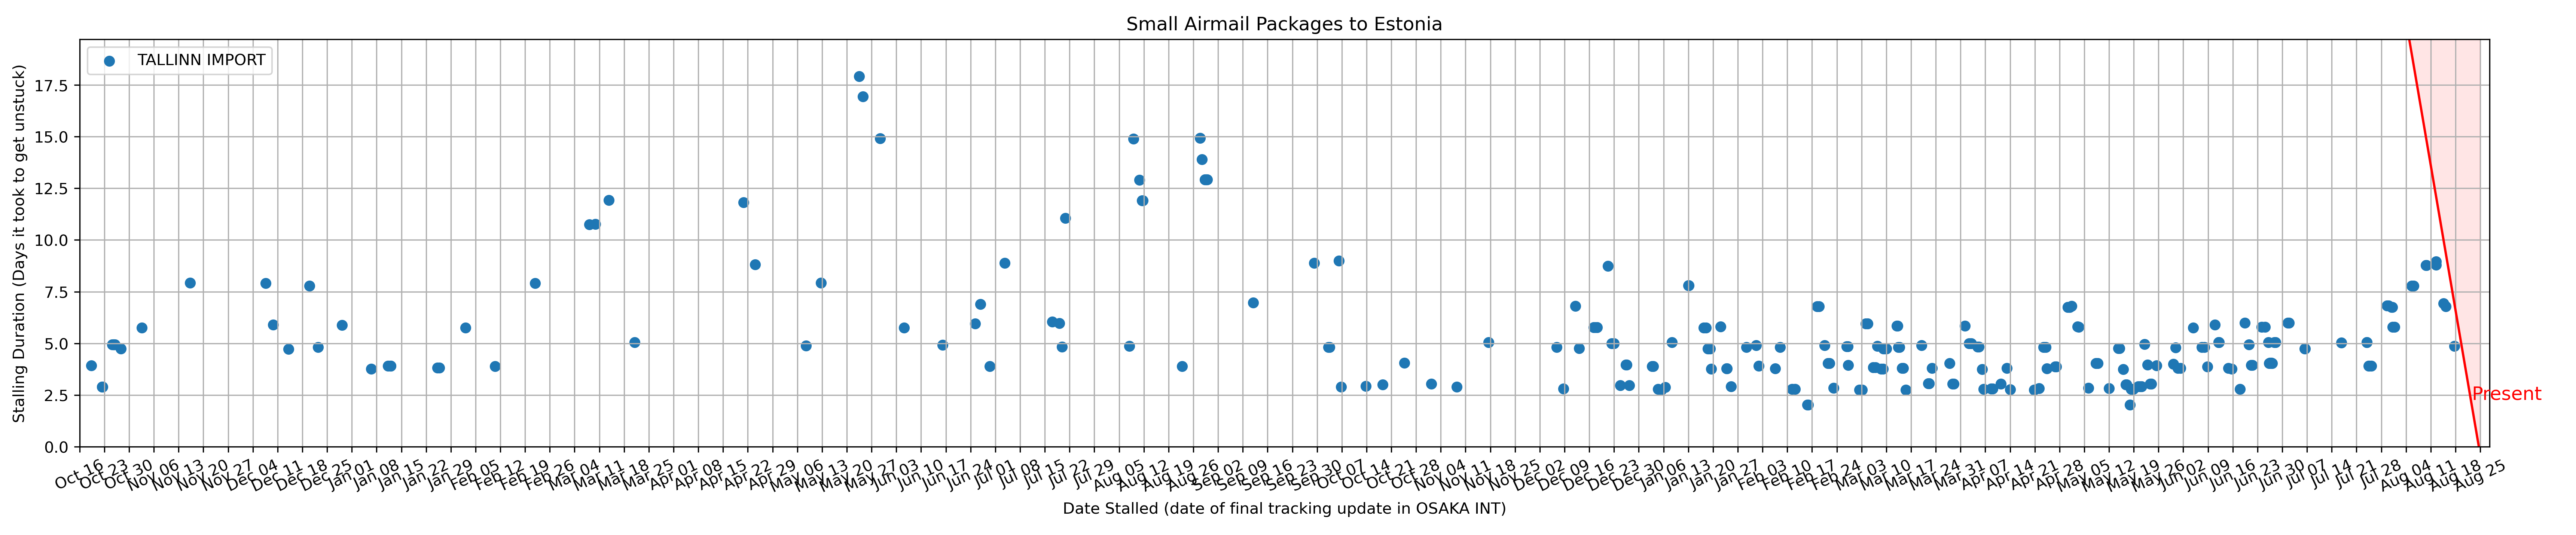 Small Airmail Packages to Estonia
TALLINN IMPORT
Stalling Duration (Days it took to get unstuck)
17.5
15.0
12.5
10.0
7.5
5.0
2.5
0.0
Present
Oct 16
Oct 23
Oct 30
Nov 06
Nov 13
Nov 20
Nov 27
Dec 04
Dec 11
Dec 18
Dec 25
Jan 01
Jan 08
Jan 15
Jan 22
Jan 29
Feb 05
Feb 12
Feb 19
Feb 26
Mar 04
Mar 11
Mar 18
Mar 25
Apr 01
Apr 08
Apr 15
Apr 22
Apr 29
May 06
May 13
May 20
May 27
Jun 03
Jun 10
Jun 17
Jun 24
Jul 01
Jul 08
Jul 15
Jul 22
Jul 29
Aug 05
Aug 12
Aug 19
Aug 26
Sep 02
Sep 09
Sep 16
Sep 23
Sep 30
Oct 07
Oct 14
Oct 21
Oct 28
Nov 04
Nov 11
Nov 18
Nov 25
Dec 02
Dec 09
Dec 16
Dec 23
Dec 30
Jan 06
Jan 13
Jan 20
Jan 27
Feb 03
Feb 10
Feb 17
Feb 24
Mar 03
Mar 10
Mar 17
Mar 24
Mar 31
Apr 07
Apr 14
Apr 21
Apr 28
May 05
May 12
May 19
May 26
Jun 02
Jun 09
Jun 16
Jun 23
Jun 30
Jul 07
Jul 14
Jul 21
Jul 28
Aug 04
Aug 11
Aug 18
Aug 25
Date Stalled (date of final tracking update in OSAKA INT)